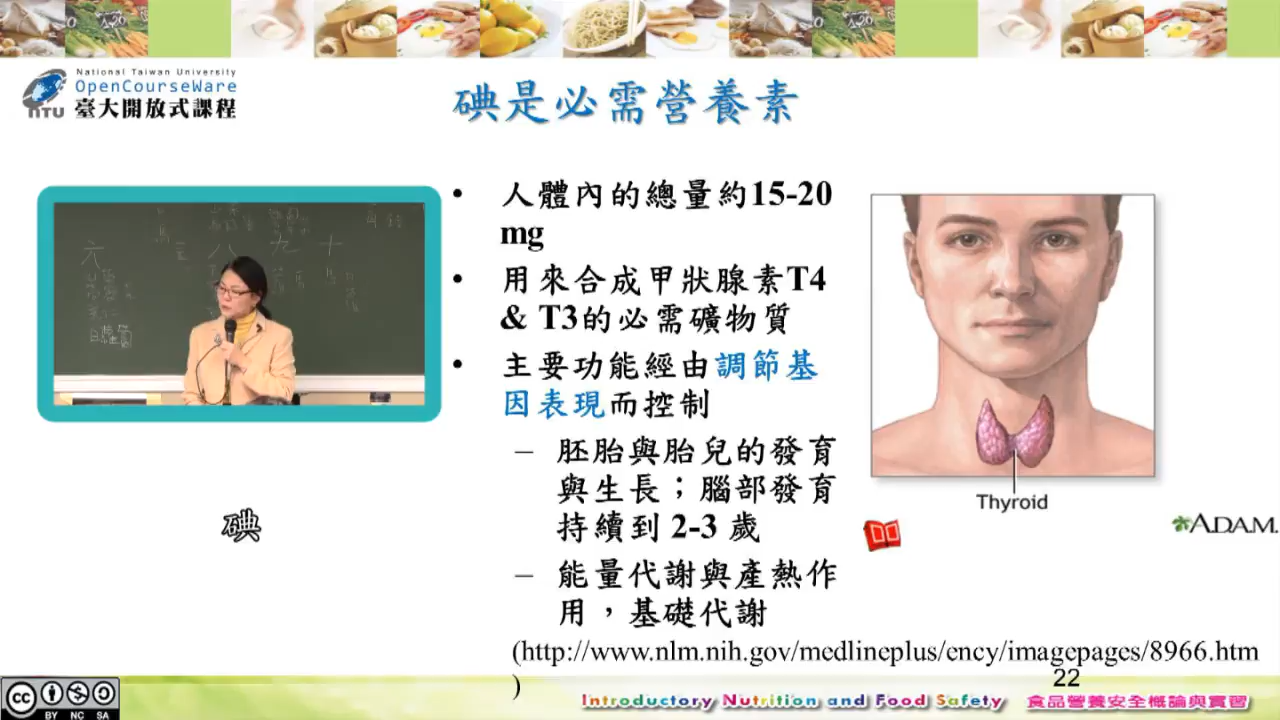 National Taiwan University
OpenCourseWare
臺大開放式課程
NTU
碘是必需營養素
• 人體內的總量約15-20
mg
• 用來合成甲狀腺素T4
& T3的必需礦物質
• 主要功能經由調節基
因表現而控制
– 胚胎與胎兒的發育
與生長；腦部發育
持續到 2-3 歲
– 能量代謝與產熱作
用，基礎代謝
碘
Thyroid
ADAM.
(http://www.nlm.nih.gov/medlineplus/ency/imagepages/8966.htm
)
22
cc
BY NC SA
Introductory Nutrition and Food Safety
食品營養安全概論與實習